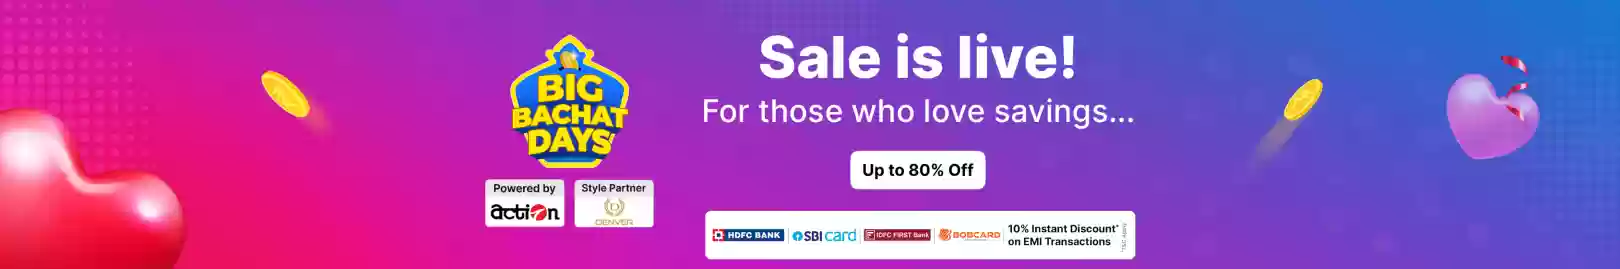 BIG
BACHAT
DAYS
Powered by
action
Style Partner
DENVER
Sale is live!
For those who love savings...
Up to 80% Off
HDFC BANK
SBI card
IDFC FIRST Bank
BOBCARD
10% Instant Discount*
on EMI Transactions
*T&C Apply